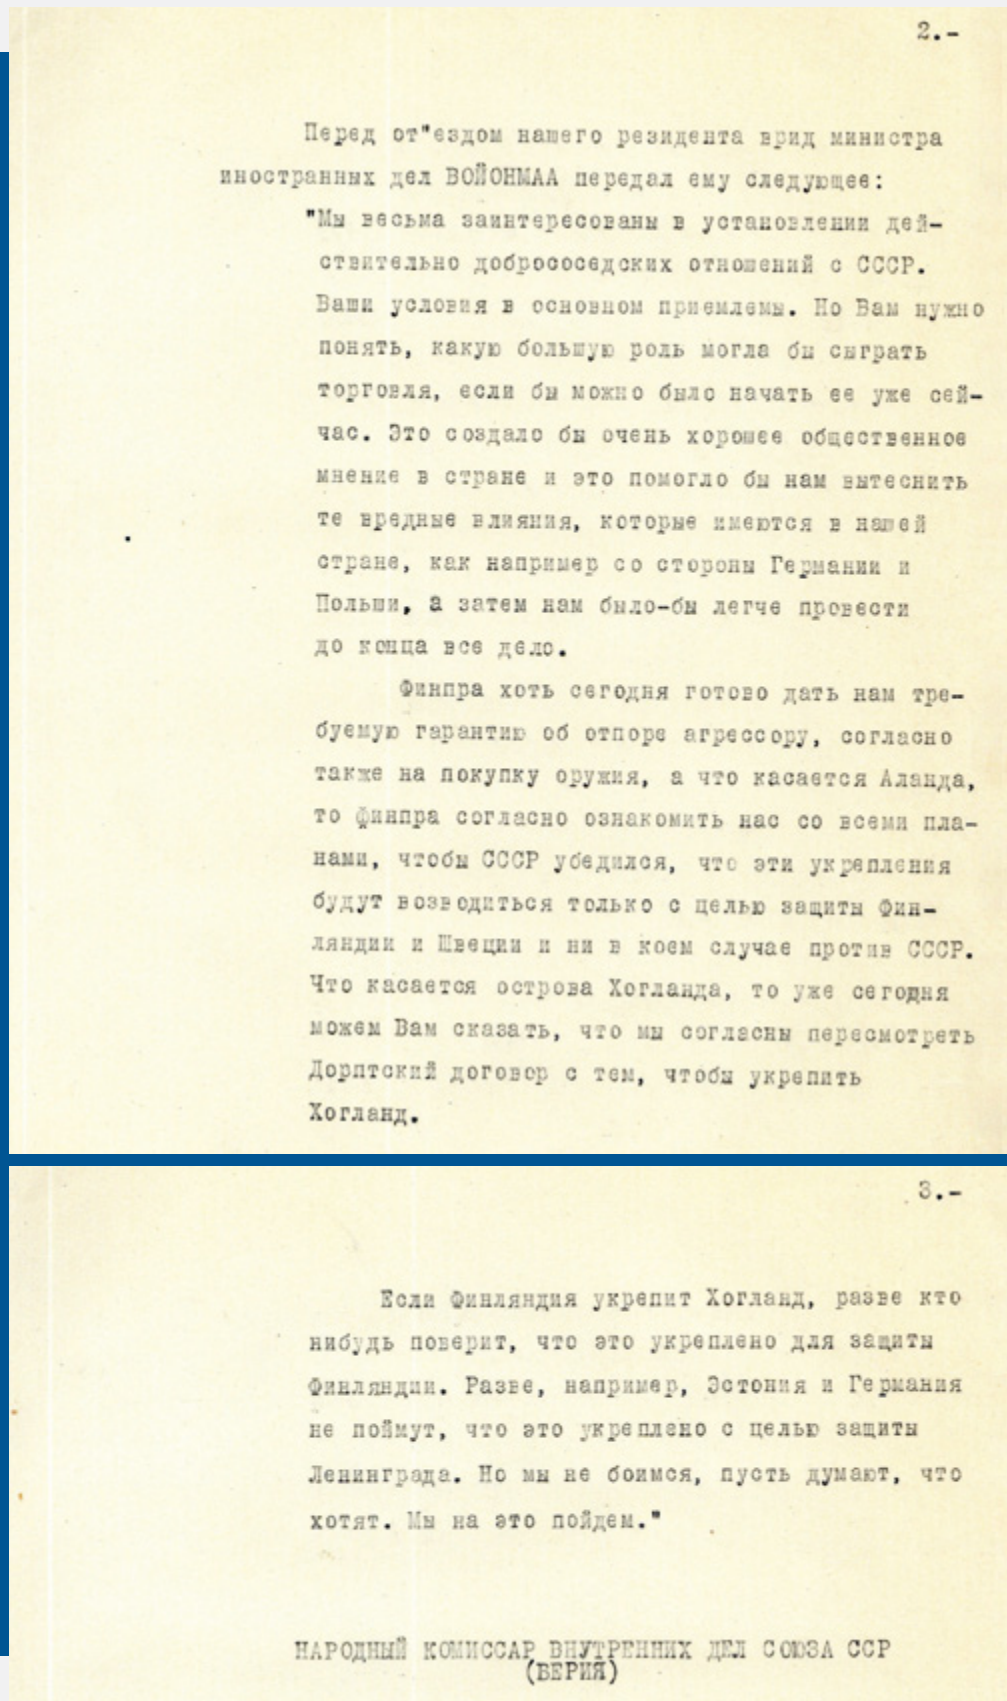 2.-
Перед от"ездом нашего резидента врид министра
иностранных дел ВОЙОНМАА передал ему следующее:
"Мы весьма заинтересованы в установлении дей-
ствительно добрососедских отношений с СССР.
Ваши условия в основном приемлемы. Но Вам нужно
понять, какую большую роль могла бы сыграть
торговля, если бы можно было начать ее уже сей-
час. Это создало бы очень хорошее общественное
мнение в стране и это помогло бы нам вытеснить
те вредные влияния, которые имеются в нашей
стране, как например со стороны Германии и
Польши, а затем нам было-бы легче провести
до конца все дело.
Финпра хоть сегодня готово дать нам тре-
буемую гарантию об отпоре агрессору, согласно
также на покупку оружия, а что касается Аланда,
то финпра согласно ознакомить нас со всеми пла-
нами, чтобы СССР убедился, что эти укрепления
будут возводиться только с целью защиты Фин-
ляндии и Швеции и ни в коем случае против СССР.
Что касается острова Хогланда, то уже сегодня
можем Вам сказать, что мы согласны пересмотреть
Дорптский договор с тем, чтобы укрепить
Хогланд.
3.-
Если Финляндия укрепит Хогланд, разве кто
нибудь поверит, что это укреплено для защиты
Финляндии. Разве, например, Эстония и Германия
не поймут, что это укреплено с целью защиты
Ленинграда. Но мы не боимся, пусть думают, что
хотят. Мы на это пойдем."
НАРОДНЫЙ КОМИССАР ВНУТРЕННИХ ДЕЛ СОЮЗА ССР
(БЕРИЯ)